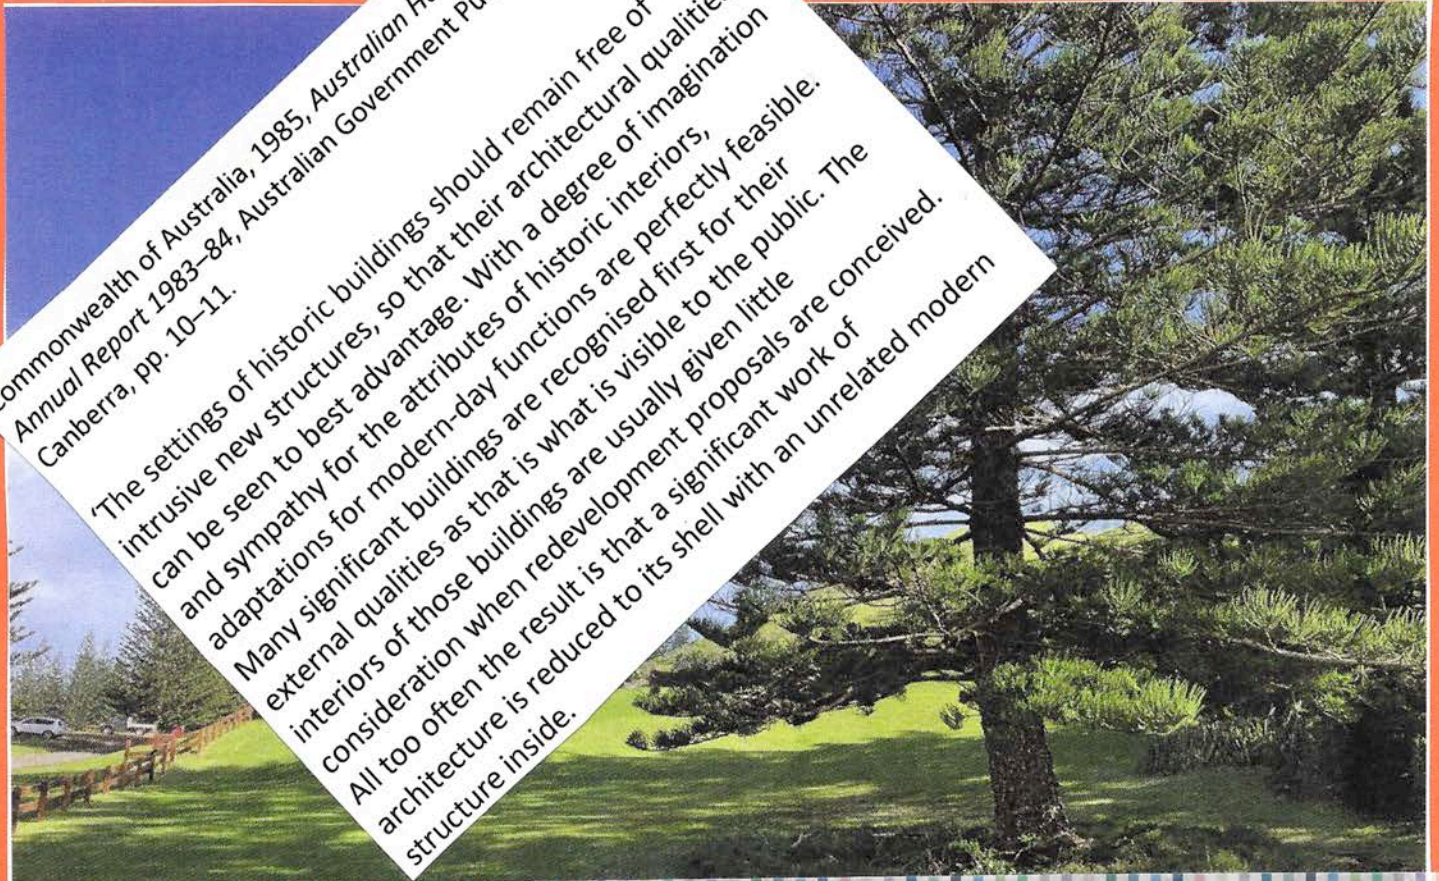 Commonwealth of Australia, 1985, Australian
Annual Report 1983–84, Australian Government
Canberra, pp. 10–11.
'The settings of historic buildings should remain free of
intrusive new structures, so that their architectural qualities
can be seen to best advantage. With a degree of imagination
and sympathy for the attributes of historic interiors,
adaptations for modern-day functions are perfectly feasible.
Many significant buildings are recognised first for their
external qualities as that is what is visible to the public. The
interiors of those buildings are usually given little
consideration when redevelopment proposals are conceived.
All too often the result is that a significant work of
architecture is reduced to its shell with an unrelated modern
structure inside.